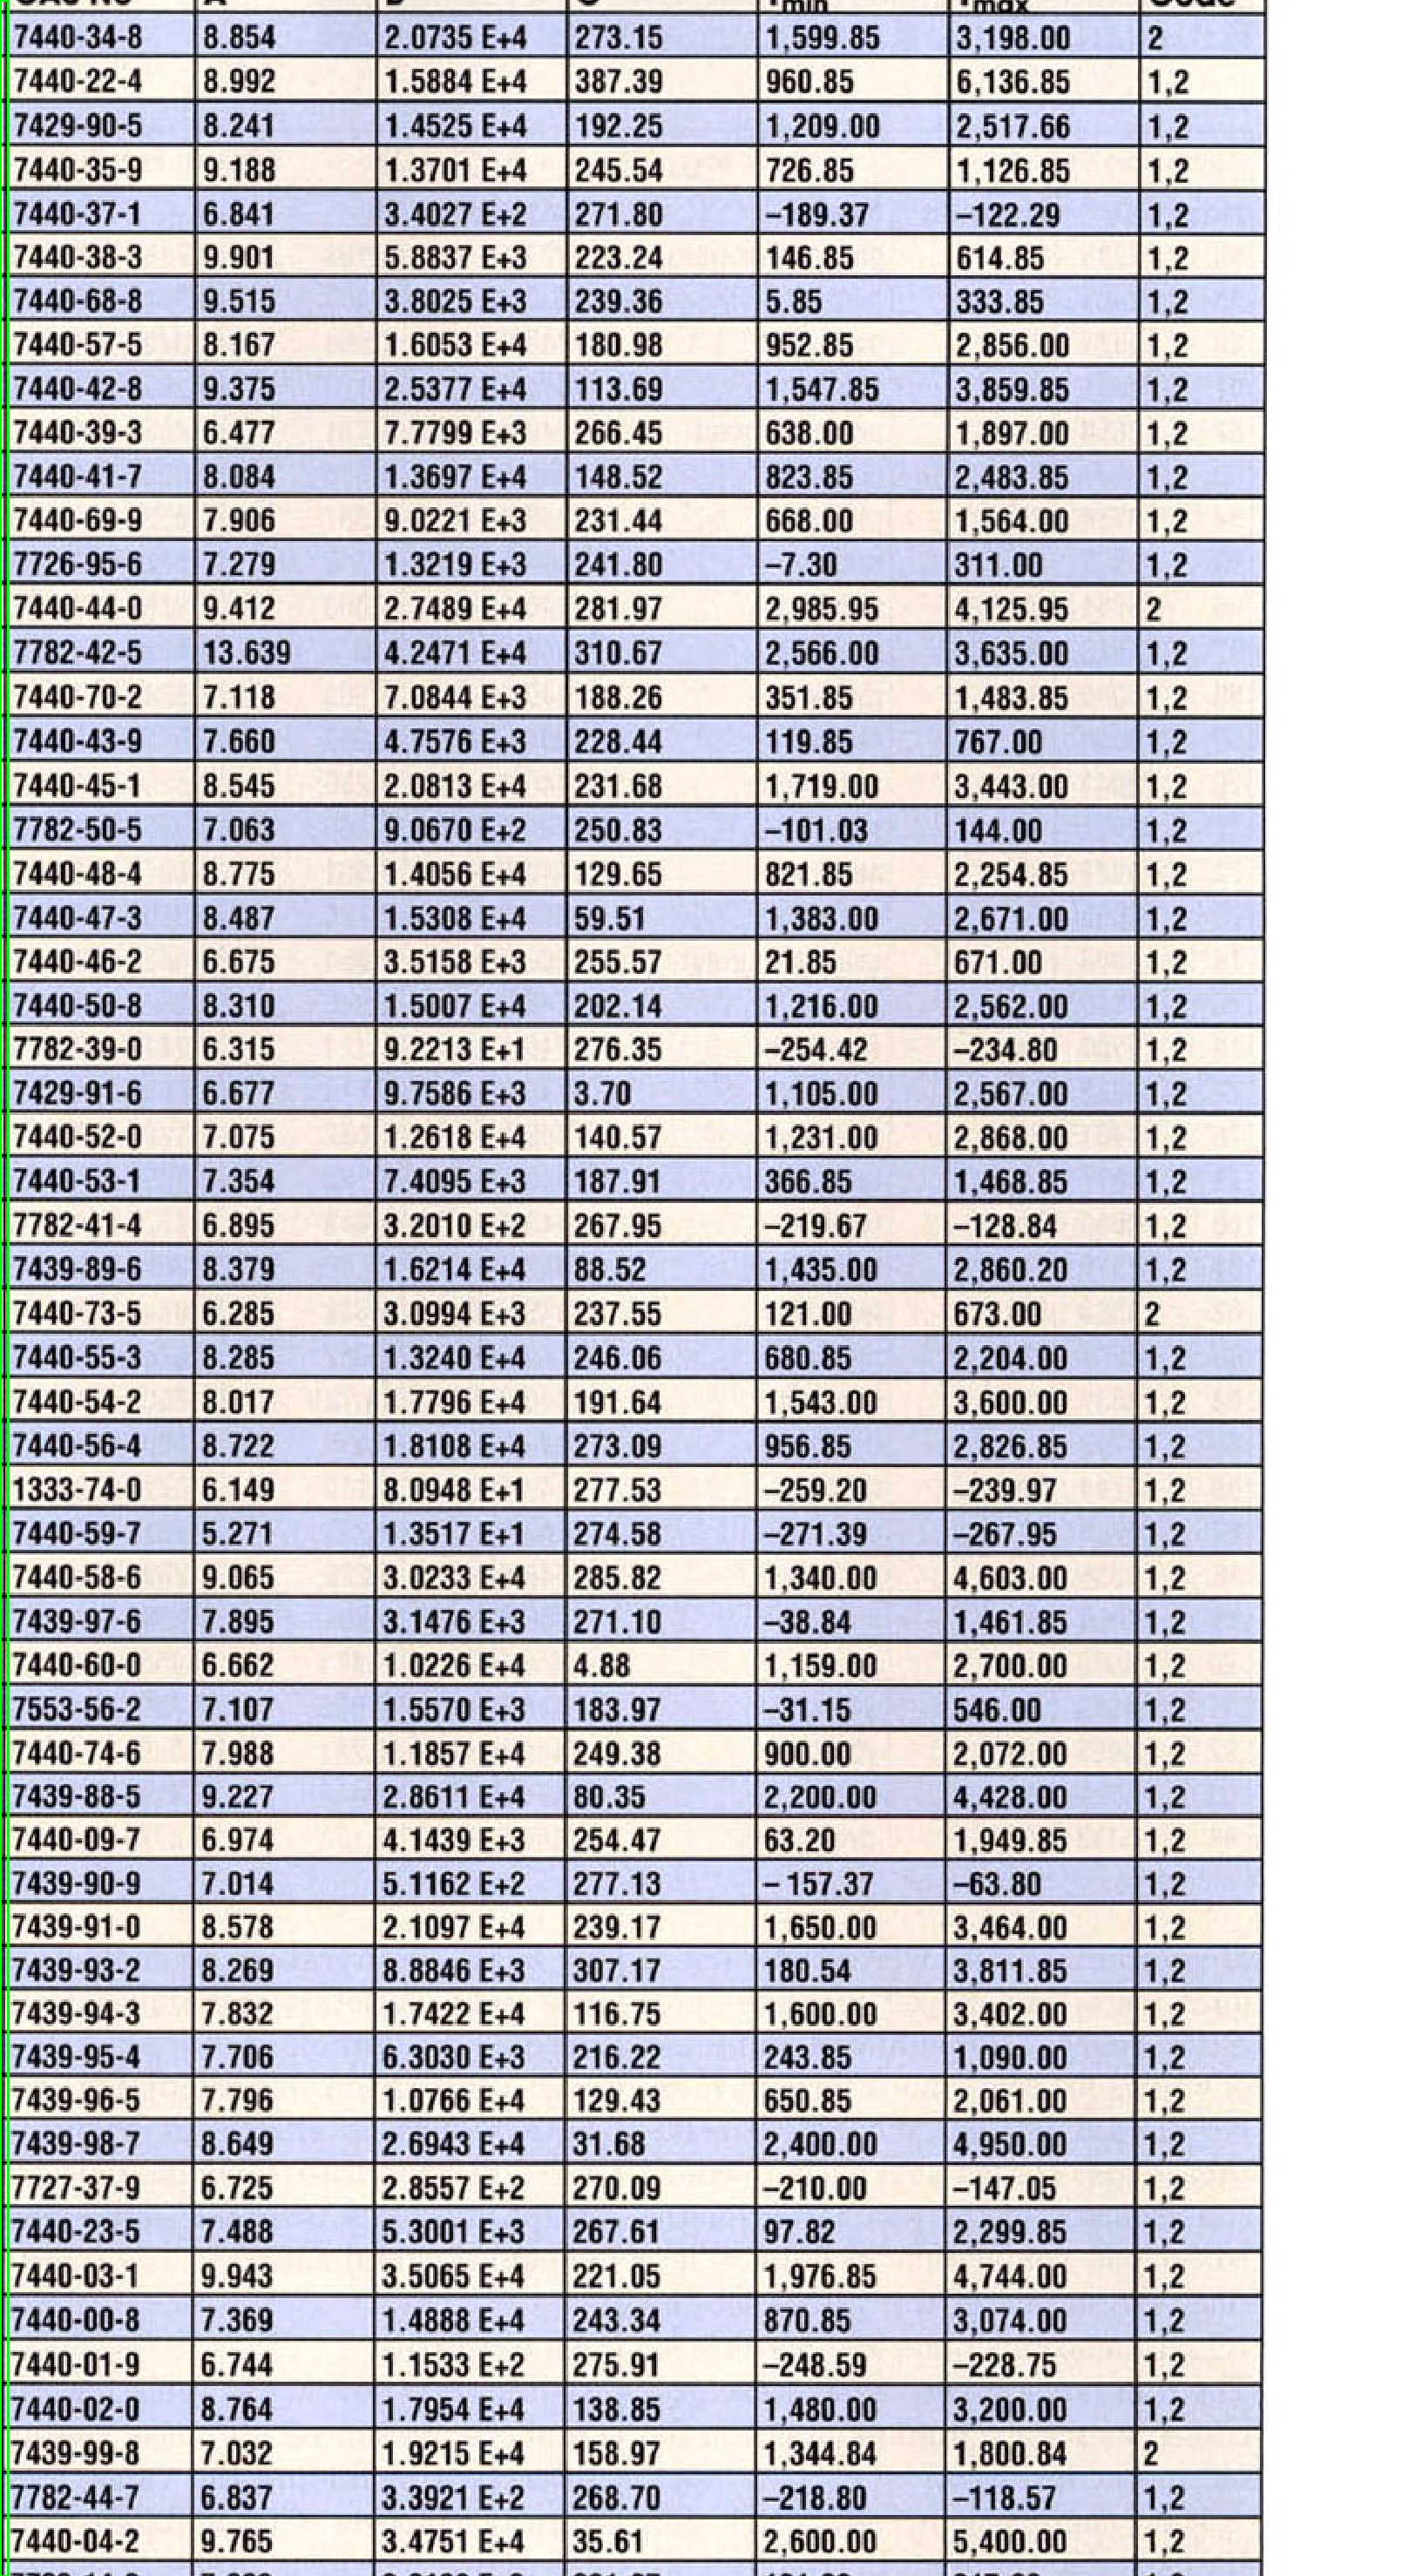 CAS No A B C Tmin Tmax Code
7440-34-8 8.854 2.0735 E+4 273.15 1,599.85 3,198.00 2
7440-22-4 8.992 1.5884 E+4 387.39 960.85 6,136.85 1,2
7429-90-5 8.241 1.4525 E+4 192.25 1,209.00 2,517.66 1,2
7440-35-9 9.188 1.3701 E+4 245.54 726.85 1,126.85 1,2
7440-37-1 6.841 3.4027 E+2 271.80 –189.37 –122.29 1,2
7440-38-3 9.901 5.8837 E+3 223.24 146.85 614.85 1,2
7440-68-8 9.515 3.8025 E+3 239.36 5.85 333.85 1,2
7440-57-5 8.167 1.6053 E+4 180.98 952.85 2,856.00 1,2
7440-42-8 9.375 2.5377 E+4 113.69 1,547.85 3,859.85 1,2
7440-39-3 6.477 7.7799 E+3 266.45 638.00 1,897.00 1,2
7440-41-7 8.084 1.3697 E+4 148.52 823.85 2,483.85 1,2
7440-69-9 7.906 9.0221 E+3 231.44 668.00 1,564.00 1,2
7726-95-6 7.279 1.3219 E+3 241.80 –7.30 311.00 1,2
7440-44-0 9.412 2.7489 E+4 281.97 2,985.95 4,125.95 2
7782-42-5 13.639 4.2471 E+4 310.67 2,566.00 3,635.00 1,2
7440-70-2 7.118 7.0844 E+3 188.26 351.85 1,483.85 1,2
7440-43-9 7.660 4.7576 E+3 228.44 119.85 767.00 1,2
7440-45-1 8.545 2.0813 E+4 231.68 1,719.00 3,443.00 1,2
7782-50-5 7.063 9.0670 E+2 250.83 –101.03 144.00 1,2
7440-48-4 8.775 1.4056 E+4 129.65 821.85 2,254.85 1,2
7440-47-3 8.487 1.5308 E+4 59.51 1,383.00 2,671.00 1,2
7440-46-2 6.675 3.5158 E+3 255.57 21.85 671.00 1,2
7440-50-8 8.310 1.5007 E+4 202.14 1,216.00 2,562.00 1,2
7782-39-0 6.315 9.2213 E+1 276.35 –254.42 –234.80 1,2
7429-91-6 6.677 9.7586 E+3 3.70 1,105.00 2,567.00 1,2
7440-52-0 7.075 1.2618 E+4 140.57 1,231.00 2,868.00 1,2
7440-53-1 7.354 7.4095 E+3 187.91 366.85 1,468.85 1,2
7782-41-4 6.895 3.2010 E+2 267.95 –219.67 –128.84 1,2
7439-89-6 8.379 1.6214 E+4 88.52 1,435.00 2,860.20 1,2
7440-73-5 6.285 3.0994 E+3 237.55 121.00 673.00 2
7440-55-3 8.285 1.3240 E+4 246.06 680.85 2,204.00 1,2
7440-54-2 8.017 1.7796 E+4 191.64 1,543.00 3,600.00 1,2
7440-56-4 8.722 1.8108 E+4 273.09 956.85 2,826.85 1,2
1333-74-0 6.149 8.0948 E+1 277.53 –259.20 –239.97 1,2
7440-59-7 5.271 1.3517 E+1 274.58 –271.39 –267.95 1,2
7440-58-6 9.065 3.0233 E+4 285.82 1,340.00 4,603.00 1,2
7439-97-6 7.895 3.1476 E+3 271.10 –38.84 1,461.85 1,2
7440-60-0 6.662 1.0226 E+4 4.88 1,159.00 2,700.00 1,2
7553-56-2 7.107 1.5570 E+3 183.97 –31.15 546.00 1,2
7440-74-6 7.988 1.1857 E+4 249.38 900.00 2,072.00 1,2
7439-88-5 9.227 2.8611 E+4 80.35 2,200.00 4,428.00 1,2
7440-09-7 6.974 4.1439 E+3 254.47 63.20 1,949.85 1,2
7439-90-9 7.014 5.1162 E+2 277.13 – 157.37 –63.80 1,2
7439-91-0 8.578 2.1097 E+4 239.17 1,650.00 3,464.00 1,2
7439-93-2 8.269 8.8846 E+3 307.17 180.54 3,811.85 1,2
7439-94-3 7.832 1.7422 E+4 116.75 1,600.00 3,402.00 1,2
7439-95-4 7.706 6.3030 E+3 216.22 243.85 1,090.00 1,2
7439-96-5 7.796 1.0766 E+4 129.43 650.85 2,061.00 1,2
7439-98-7 8.649 2.6943 E+4 31.68 2,400.00 4,950.00 1,2
7727-37-9 6.725 2.8557 E+2 270.09 –210.00 –147.05 1,2
7440-23-5 7.488 5.3001 E+3 267.61 97.82 2,299.85 1,2
7440-03-1 9.943 3.5065 E+4 221.05 1,976.85 4,744.00 1,2
7440-00-8 7.369 1.4888 E+4 243.34 870.85 3,074.00 1,2
7440-01-9 6.744 1.1533 E+2 275.91 –248.59 –228.75 1,2
7440-02-0 8.764 1.7954 E+4 138.85 1,480.00 3,200.00 1,2
7439-99-8 7.032 1.9215 E+4 158.97 1,344.84 1,800.84 2
7782-44-7 6.837 3.3921 E+2 268.70 –218.80 –118.57 1,2
7440-04-2 9.765 3.4751 E+4 35.61 2,600.00 5,400.00 1,2